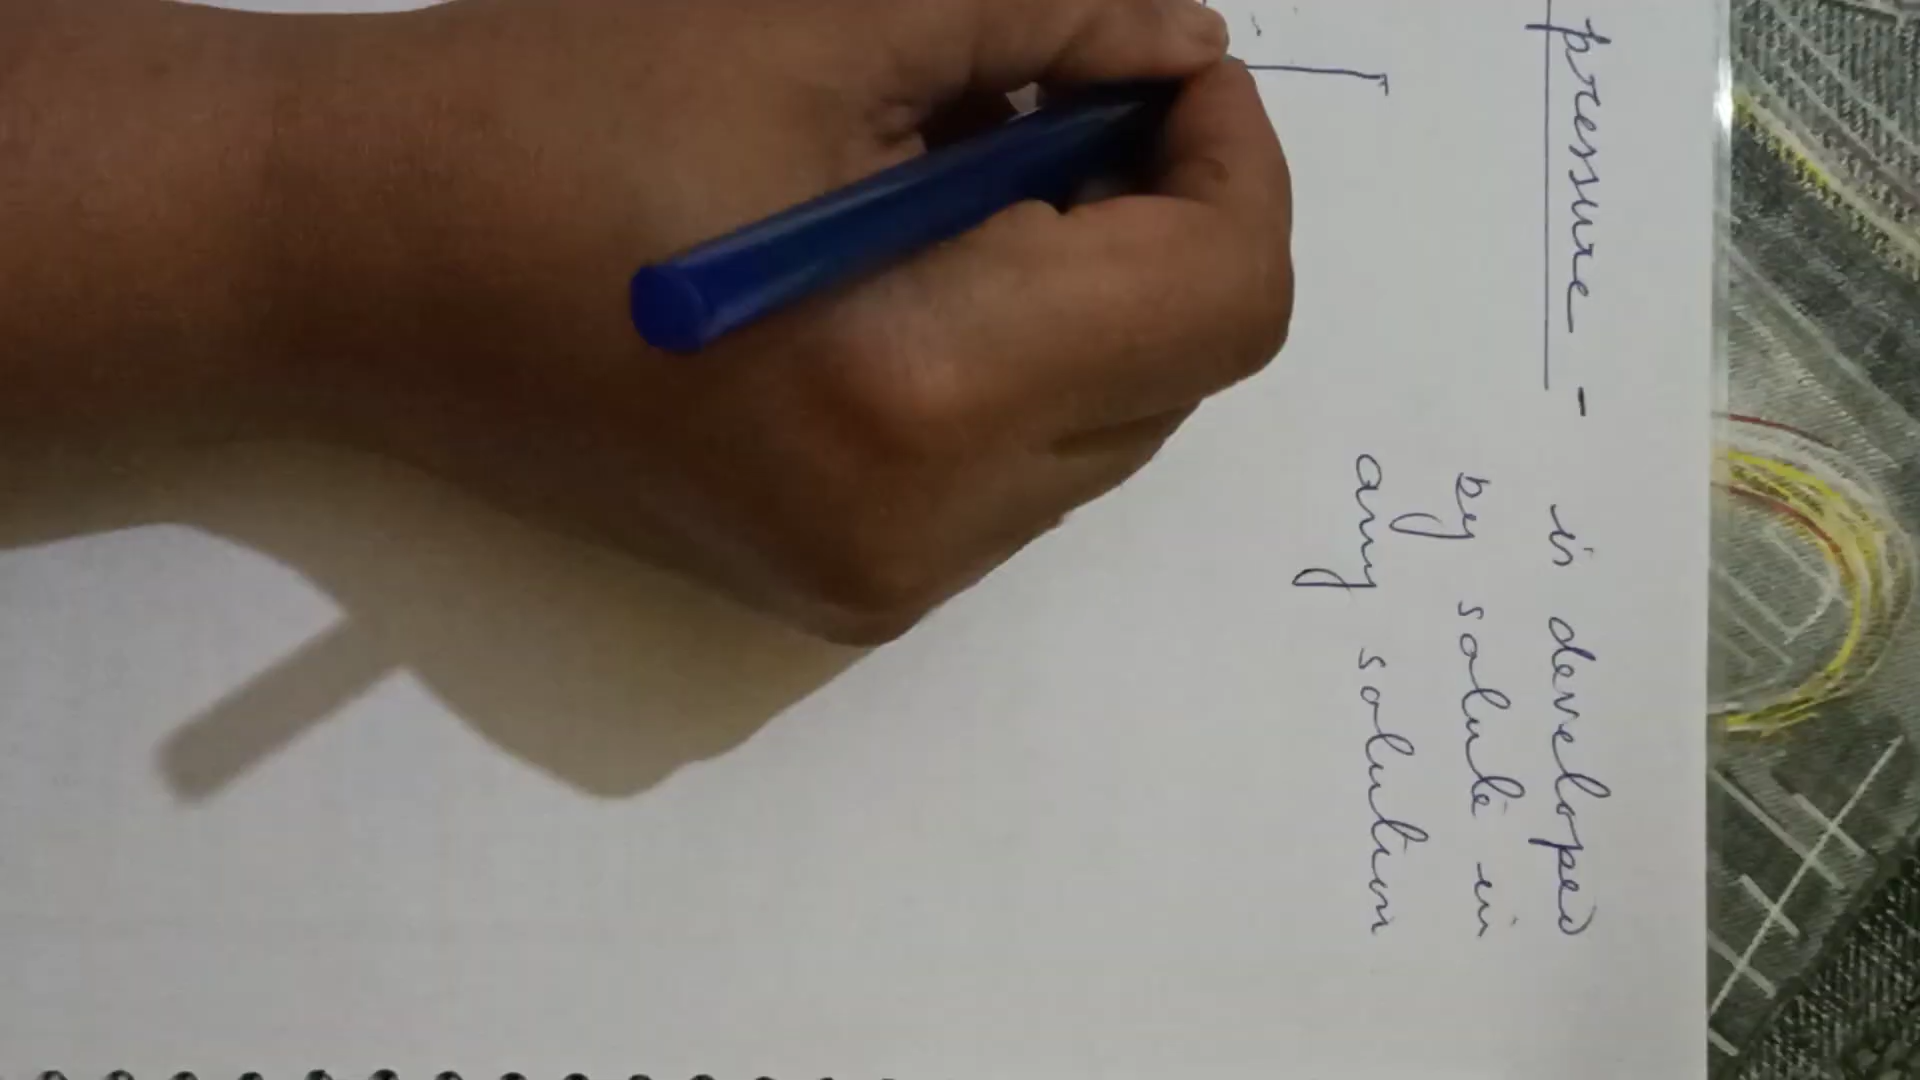 pressure - is developed
by solute in
any solution